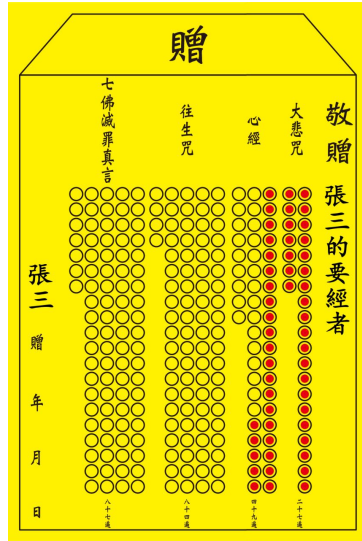 贈
敬贈 張三的要經者
大悲咒
二十七遍
心經
四十九遍
往生咒
八十四遍
七佛滅罪真言
八十七遍
張三 贈 年 月 日